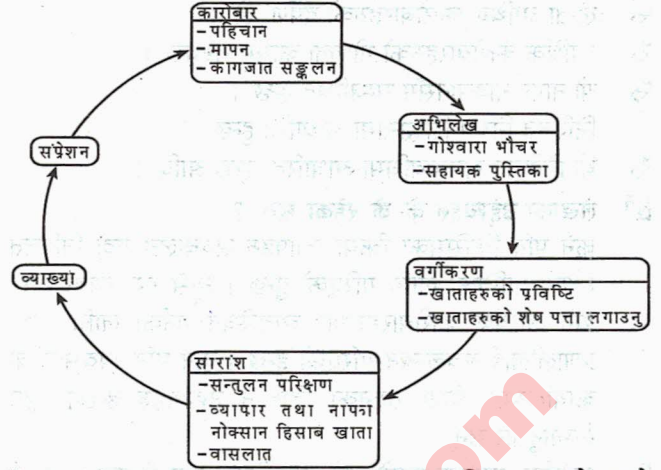 कारोबार
-पहिचान
-मापन
-कागजात सङ्कलन
अभिलेख
-गोश्वारा भौचर
-सहायक पुस्तिका
वर्गीकरण
-खाताहरुको प्रविष्टि
-खाताहरुको शेष पत्ता लगाउनु
सारांश
-सन्तुलन परिक्षण
-व्यापार तथा नाफा
नोक्सान हिसाब खाता
-वासलात
व्याख्या
संप्रेशन
om